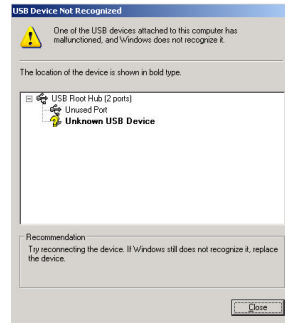 USB Device Not Recognized
One of the USB devices attached to this computer has
malfunctioned, and Windows does not recognize it.
The location of the device is shown in bold type.
USB Root Hub (2 ports)
Unused Port
Unknown USB Device
Recommendation
Try reconnecting the device. If Windows still does not recognize it, replace
the device.
Close